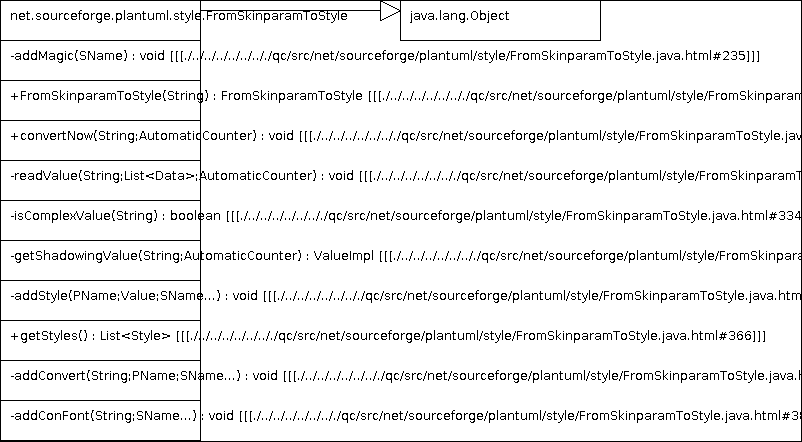 net.sourceforge.plantuml.style.FromSkinparamToStyle
java.lang.Object
-addMagic(SName) : void [[[./../../../../../../qc/src/net/sourceforge/plantuml/style/FromSkinparamToStyle.java.html#235]]]
+FromSkinparamToStyle(String) : FromSkinparamToStyle [[[./../../../../../../qc/src/net/sourceforge/plantuml/style/FromSkinparam
+convertNow(String;AutomaticCounter) : void [[[./../../../../../../qc/src/net/sourceforge/plantuml/style/FromSkinparamToStyle.jav
-readValue(String;List<Data>;AutomaticCounter) : void [[[./../../../../../../qc/src/net/sourceforge/plantuml/style/FromSkinparamT
-isComplexValue(String) : boolean [[[./../../../../../../qc/src/net/sourceforge/plantuml/style/FromSkinparamToStyle.java.html#334
-getShadowingValue(String;AutomaticCounter) : ValueImpl [[[./../../../../../../qc/src/net/sourceforge/plantuml/style/FromSkinpara
-addStyle(PName;Value;SName...) : void [[[./../../../../../../qc/src/net/sourceforge/plantuml/style/FromSkinparamToStyle.java.htm
+getStyles() : List<Style> [[[./../../../../../../qc/src/net/sourceforge/plantuml/style/FromSkinparamToStyle.java.html#366]]]
-addConvert(String;PName;SName...) : void [[[./../../../../../../qc/src/net/sourceforge/plantuml/style/FromSkinparamToStyle.java.h
-addConFont(String;SName...) : void [[[./../../../../../../qc/src/net/sourceforge/plantuml/style/FromSkinparamToStyle.java.html#38